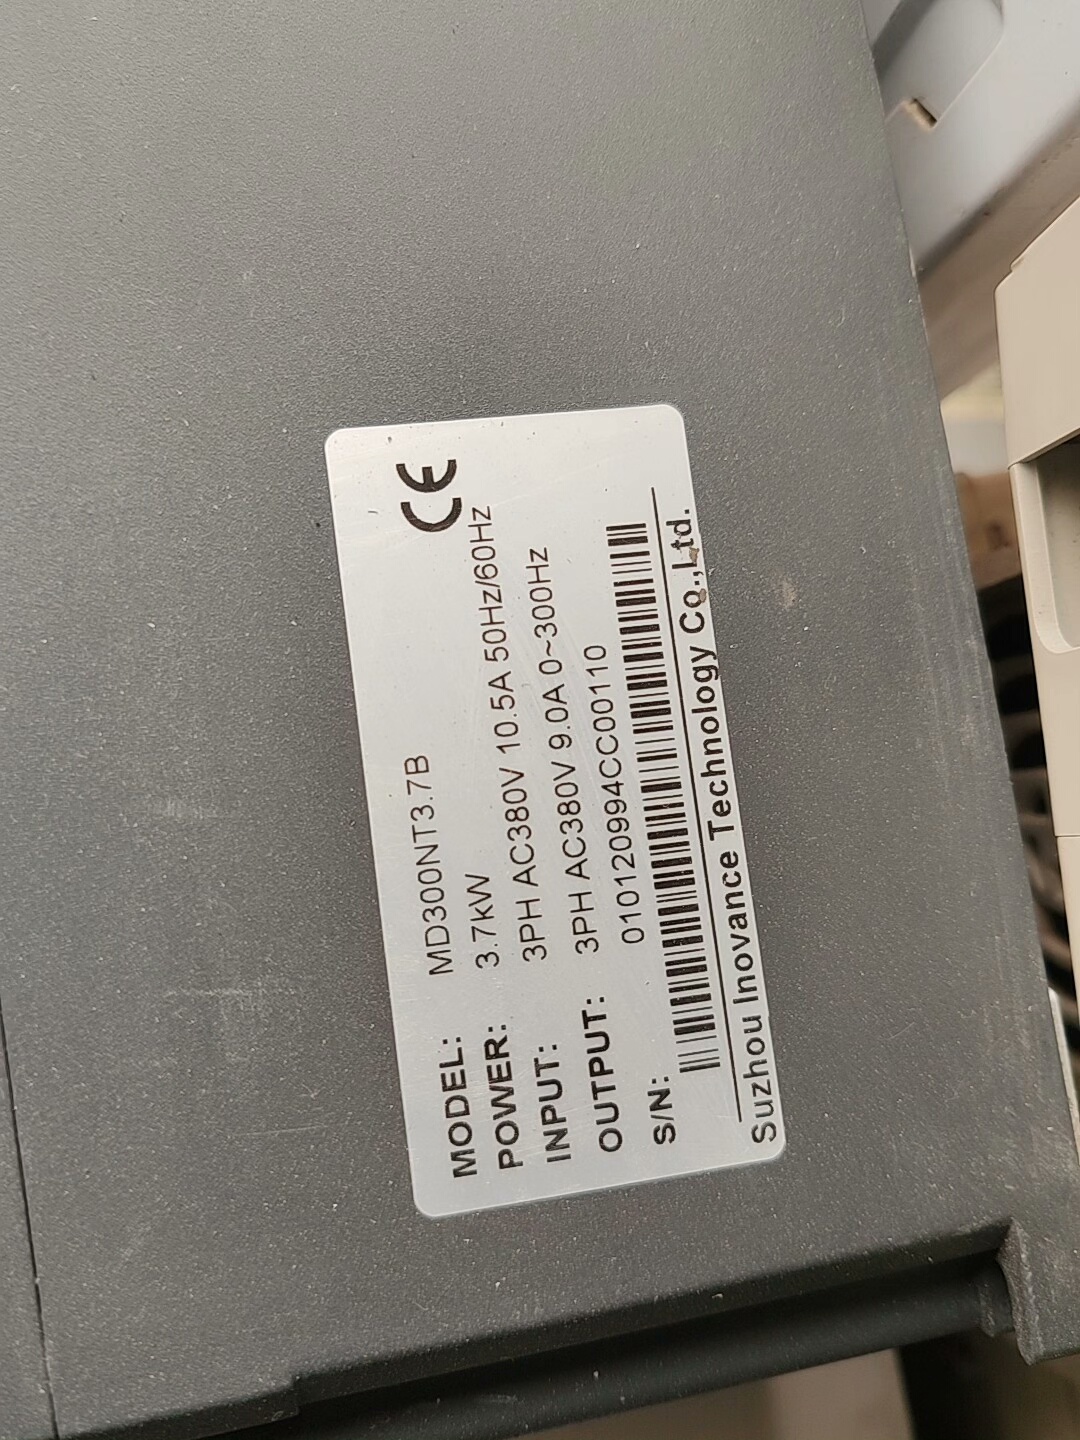 CE
MODEL: MD300NT3.7B
POWER: 3.7kW
INPUT: 3PH AC380V 10.5A 50Hz/60Hz
OUTPUT: 3PH AC380V 9.0A 0~300Hz
S/N: 010120994CC00110
Suzhou Inovance Technology Co.,Ltd.